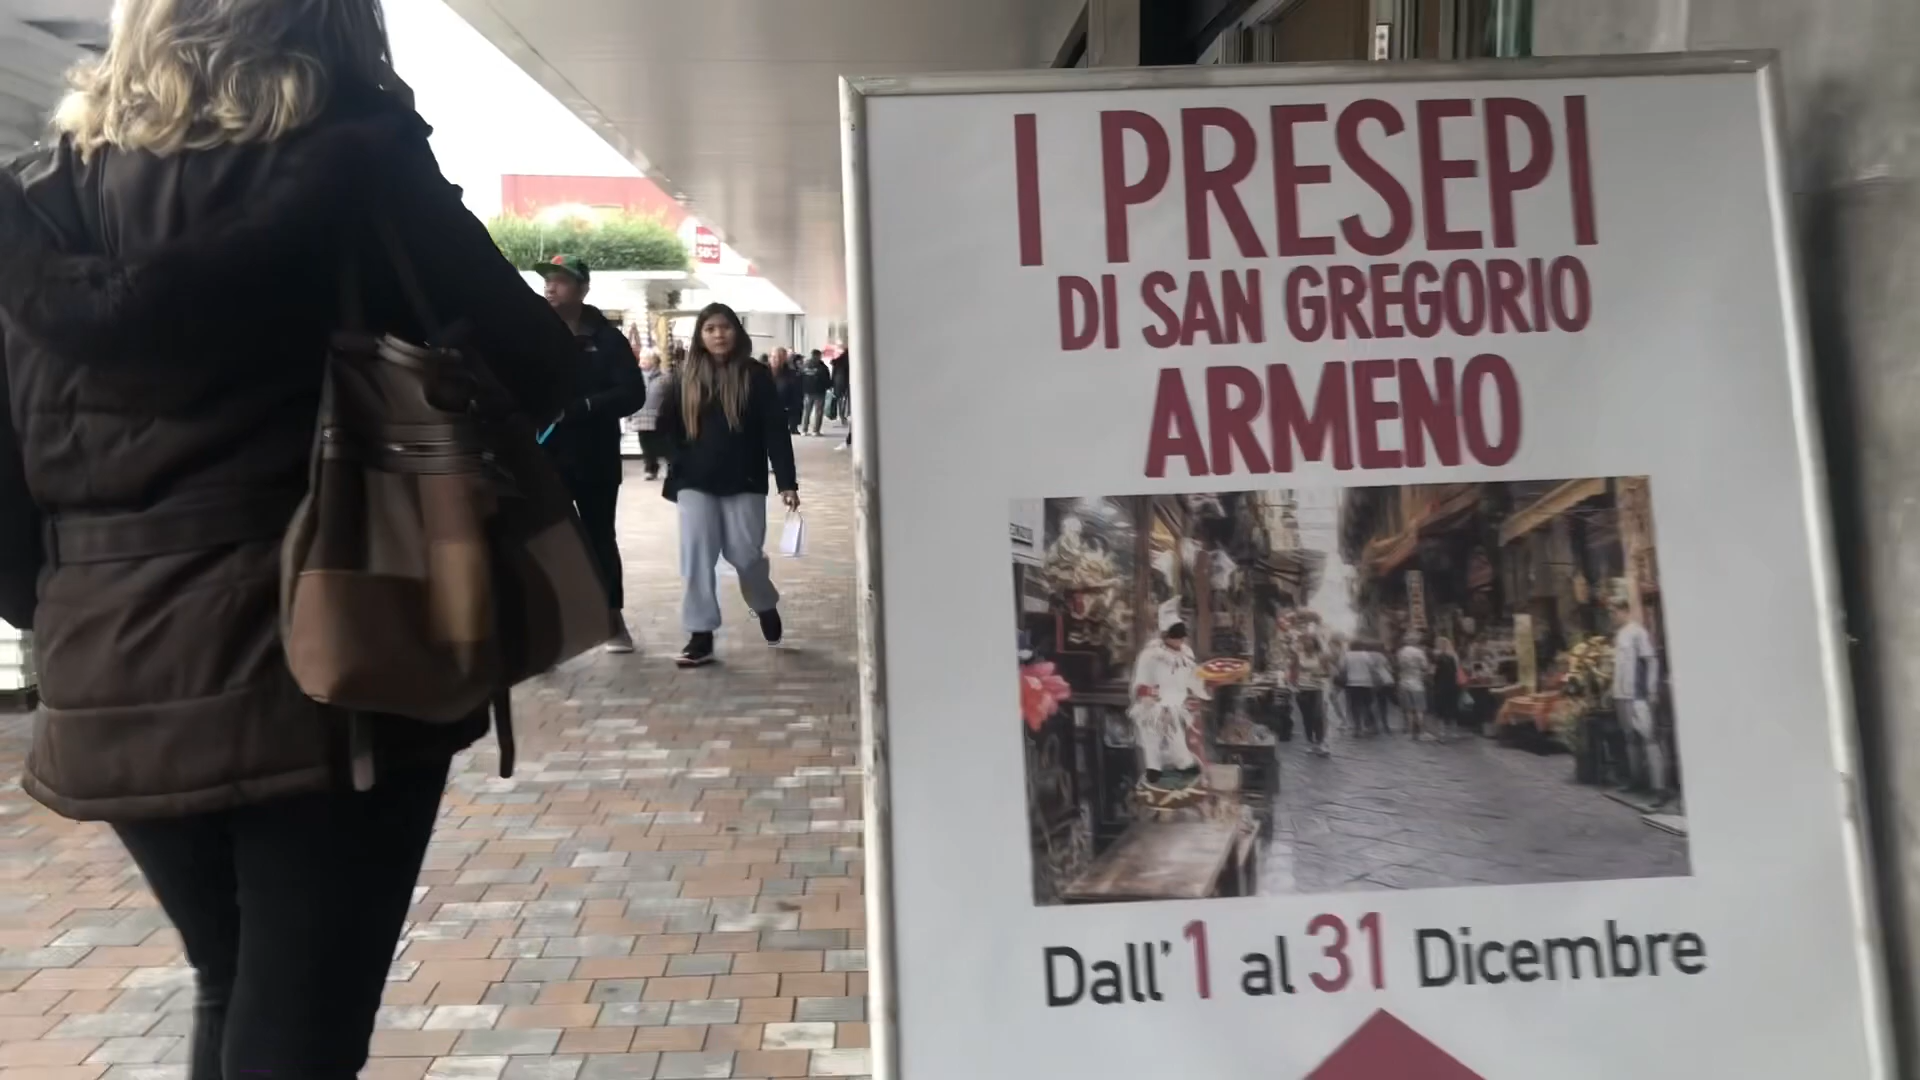 I PRESEPI
DI SAN GREGORIO
ARMENO
Dall'1 al 31 Dicembre